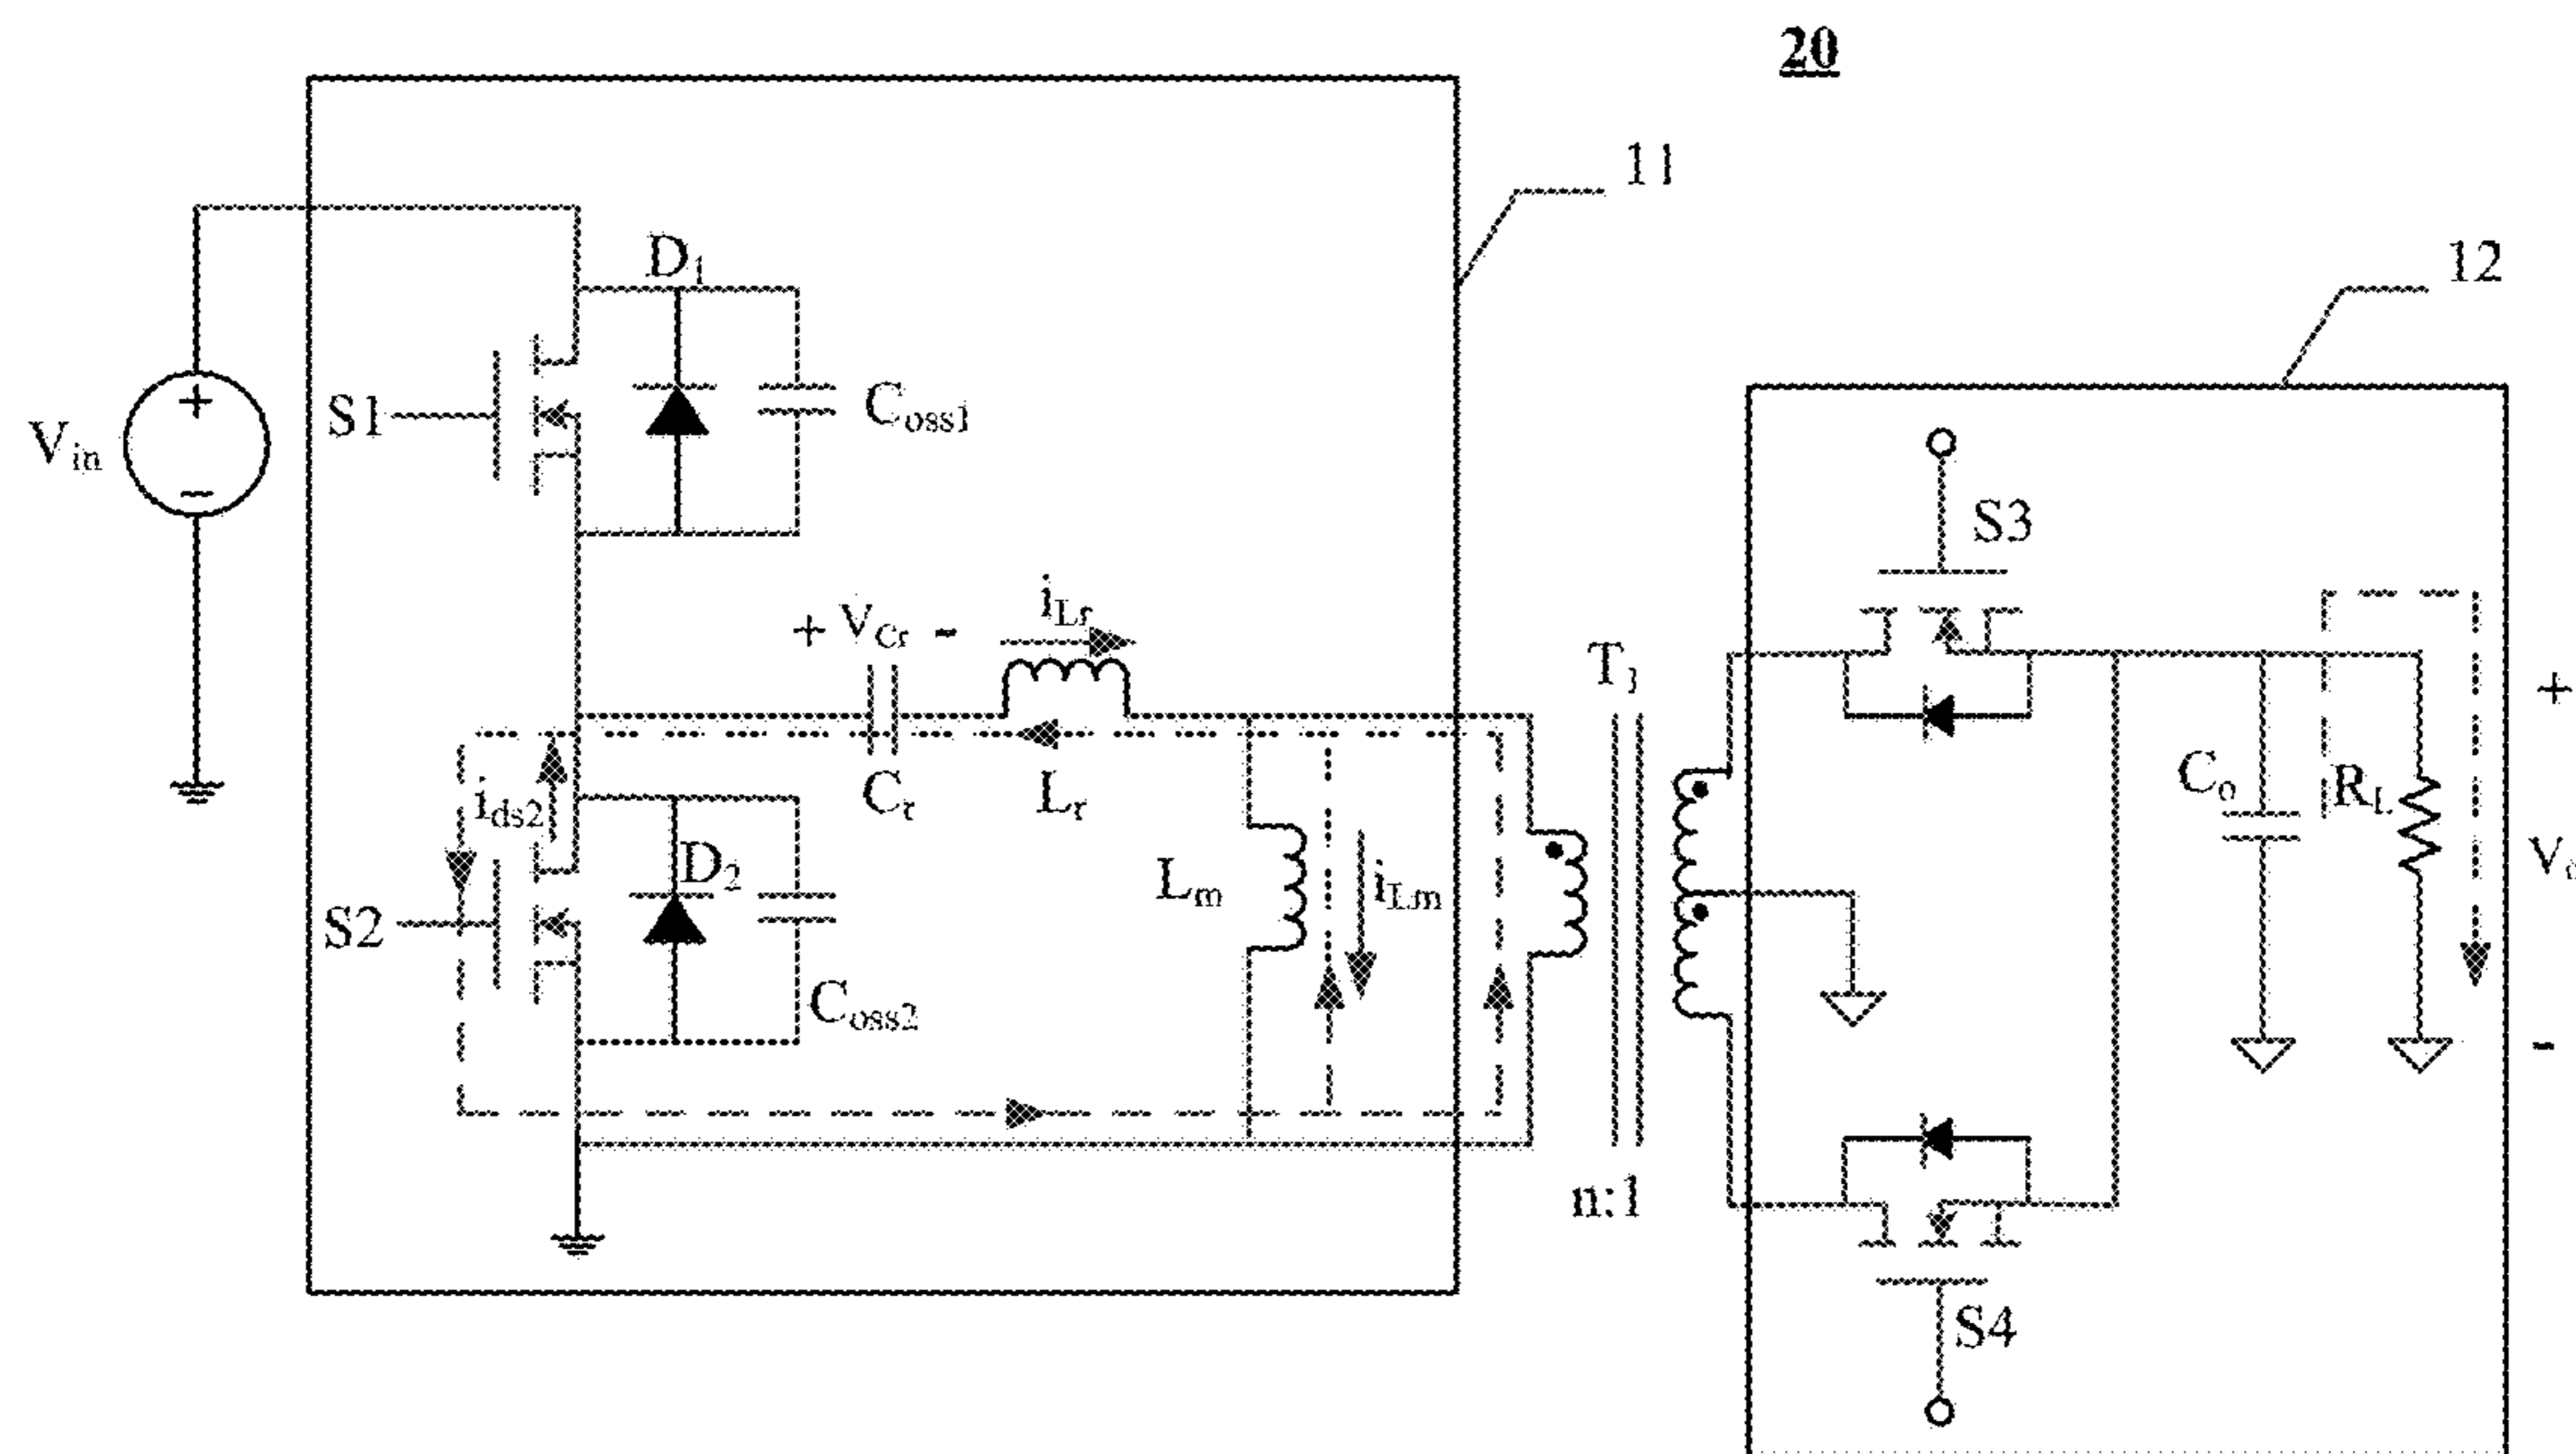 20
11
12
D1
S1
Coss1
Vin
+
−
S3
+ VCr -
iLr
T1
+
Cr
Lr
ids2
Co
RL
D2
Lm
iLm
S2
Coss2
-
n:1
S4